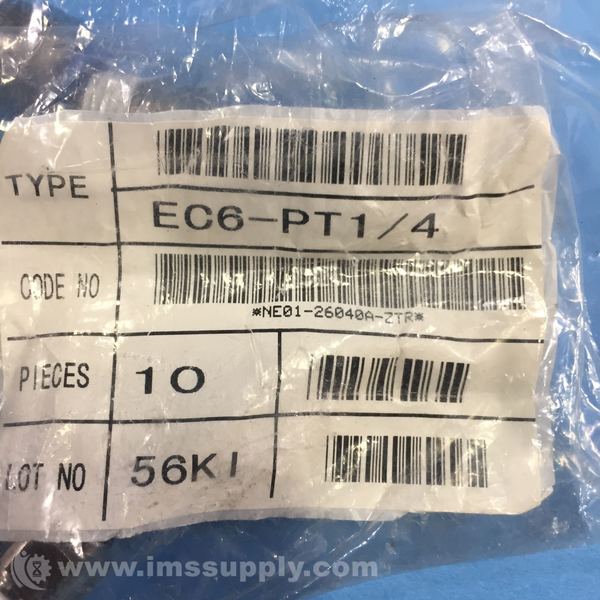 TYPE
EC6-PT1/4
CODE NO
*NE01-26040A-ZTR*
PIECES
10
LOT NO
56KI
www.imssupply.com